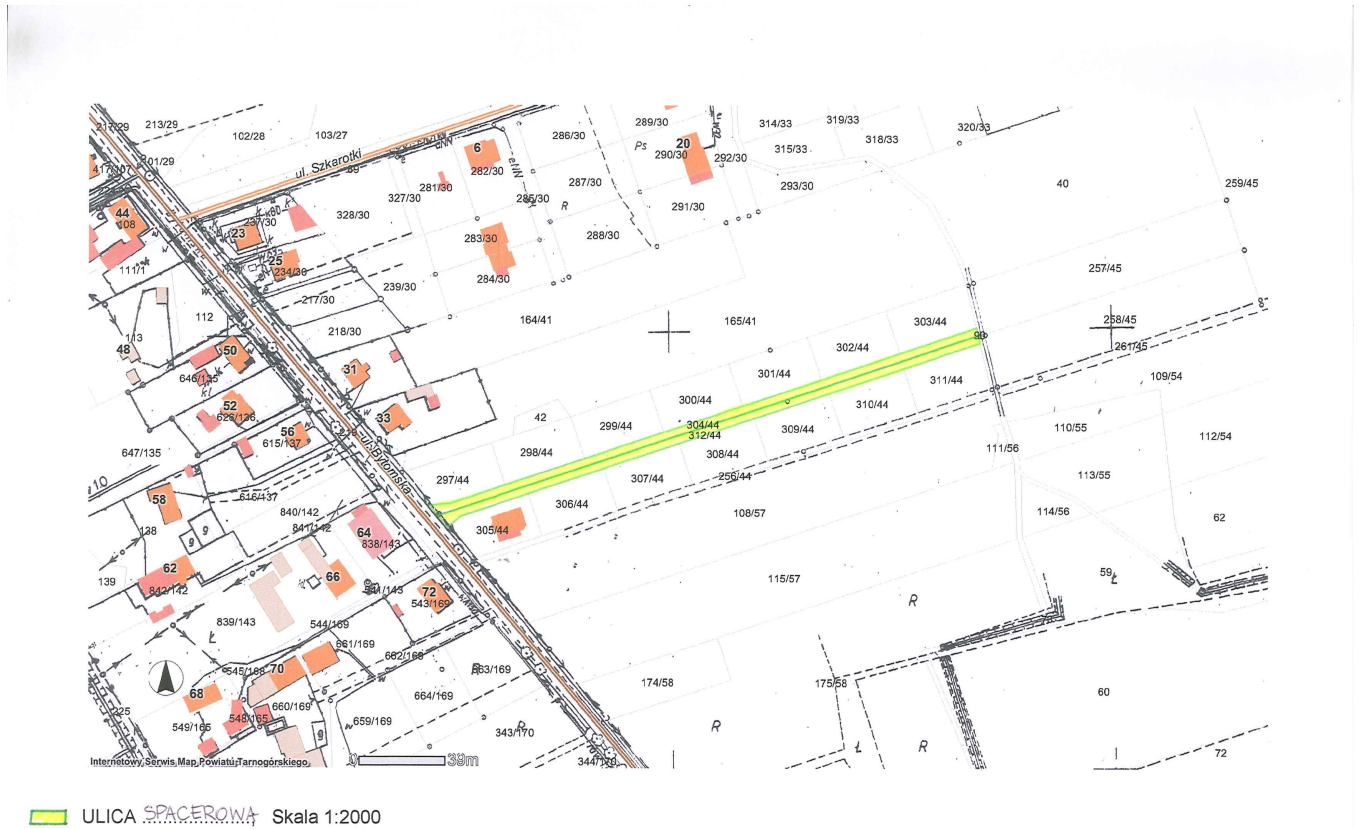 217/29 213/29 102/28 103/27 286/30 289/30 314/33 319/33 318/33 320/33
ul. Szkarotki 6 282/30 Ps 20 290/30 292/30 315/33 40 259/45
281/30 327/30 285/30 eNN R 287/30 293/30 291/30
44 108 23 237/30 328/30 283/30 288/30
111/1 25 234/30 284/30 257/45
217/30 239/30
112 218/30 164/41 165/41 303/44 258/45
113 48 50 302/44 261/45
646/135 31 301/44 311/44 109/54
52 33 300/44 310/44
42 299/44 304/44 312/44 309/44 110/55 112/54
56 615/137 ul. Bytomska 298/44 308/44 111/56
647/135 297/44 307/44 256/44 113/55
58 616/137 306/44 108/57 114/56 62
138 840/142 841/142 305/44
g g 64 838/143
62 842/142 139 66 541/143 72 543/169 115/57 R 59 Ł
839/143 Ł 544/169
661/169 662/169
545/168 70 663/169 174/58 175/58 60
68 660/169 664/169
225 549/165 548/165 g 659/169 343/170 R R Ł R 72
344/170
Internetowy Serwis Map Powiatu Tarnogórskiego 0 39m
ULICA SPACEROWA Skala 1:2000